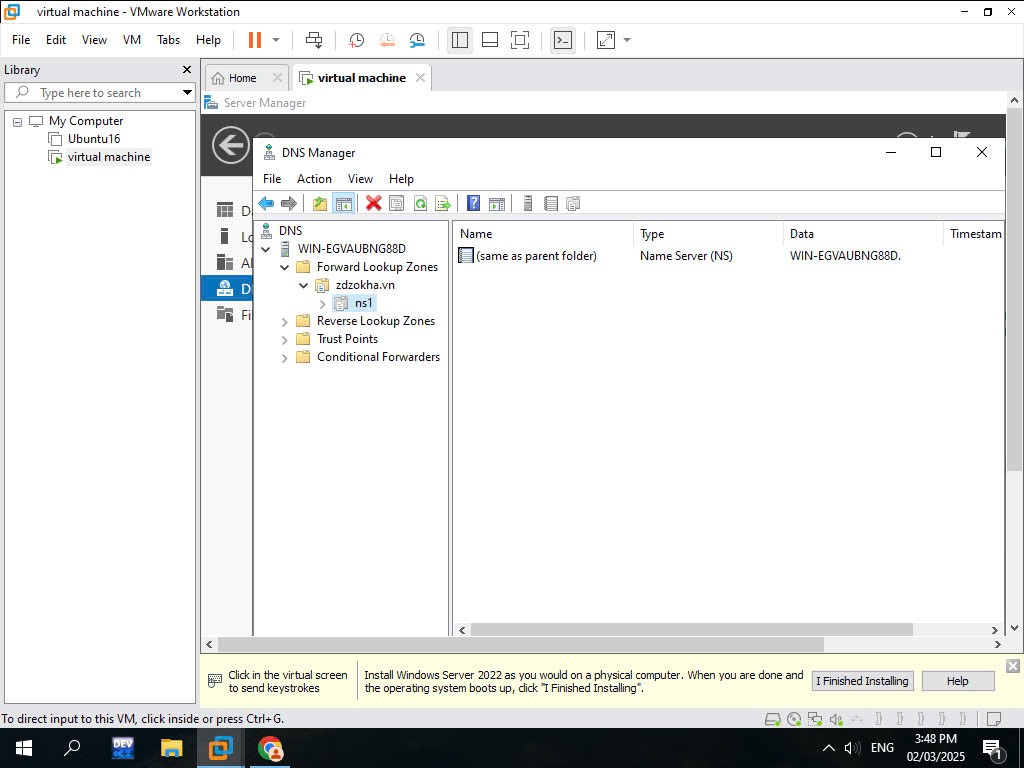 virtual machine - VMware Workstation
File Edit View VM Tabs Help
Library
Type here to search
My Computer
Ubuntu16
virtual machine
Home
virtual machine
Server Manager
DNS Manager
File Action View Help
DNS
WIN-EGVAUBNG88D
Forward Lookup Zones
zdzokha.vn
ns1
Reverse Lookup Zones
Trust Points
Conditional Forwarders
Name Type Data Timestam
(same as parent folder) Name Server (NS) WIN-EGVAUBNG88D.
Click in the virtual screen
to send keystrokes
Install Windows Server 2022 as you would on a physical computer. When you are done and
the operating system boots up, click "I Finished Installing".
I Finished Installing
Help
To direct input to this VM, click inside or press Ctrl+G.
DEV
ENG
3:48 PM
02/03/2025
1